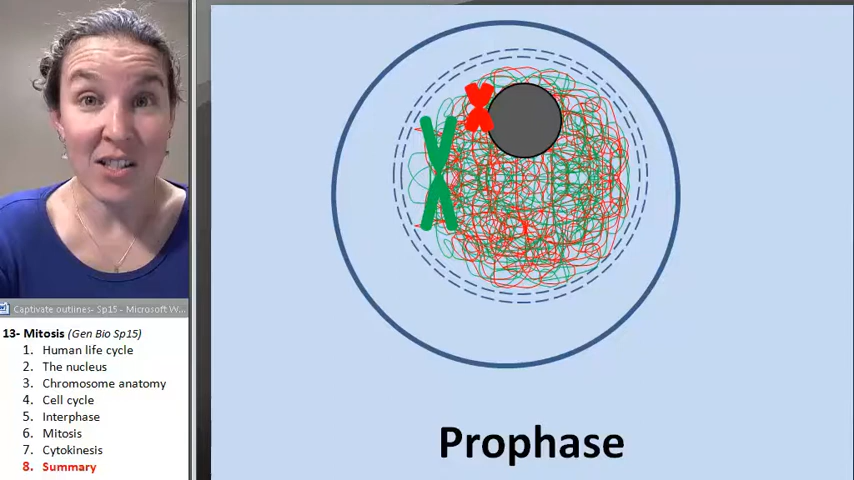 Captivate outlines- Sp15 - Microsoft W...
13- Mitosis (Gen Bio Sp15)
1. Human life cycle
2. The nucleus
3. Chromosome anatomy
4. Cell cycle
5. Interphase
6. Mitosis
7. Cytokinesis
8. Summary
Prophase